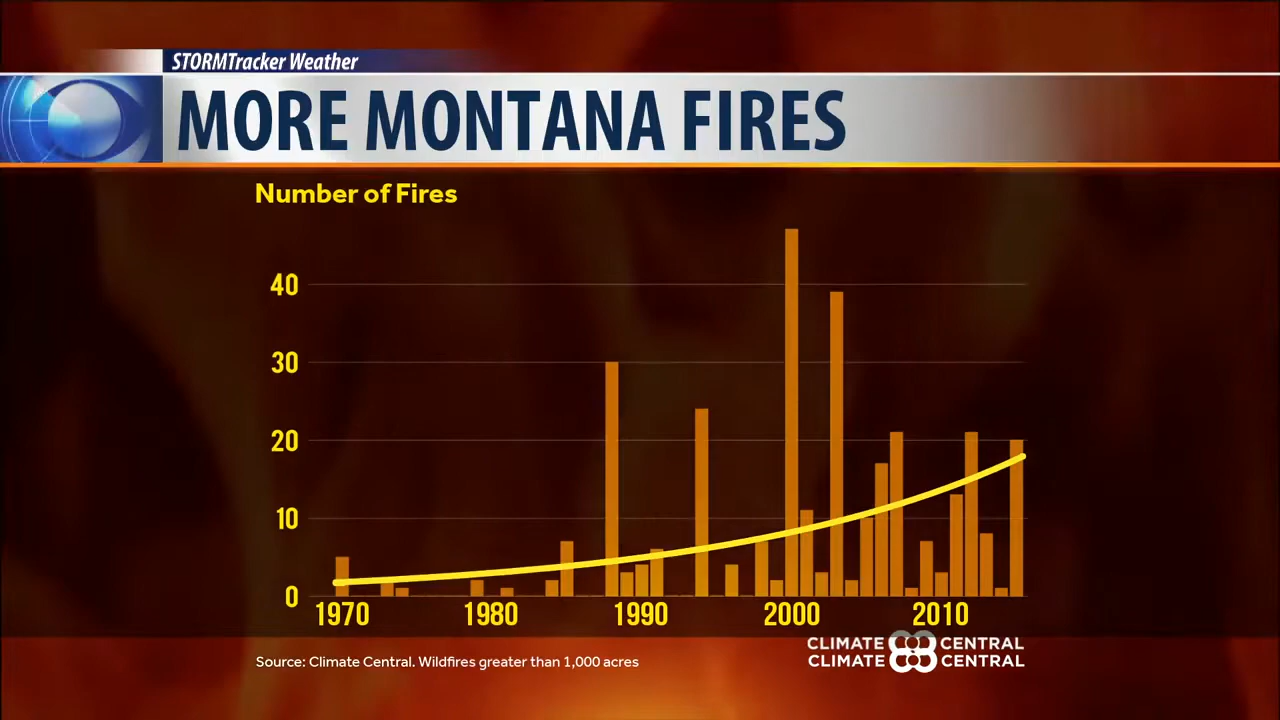 STORMTracker Weather
MORE MONTANA FIRES
Number of Fires
40
30
20
10
0
1970 1980 1990 2000 2010
CLIMATE CENTRAL
Source: Climate Central. Wildfires greater than 1,000 acres
CLIMATE CENTRAL